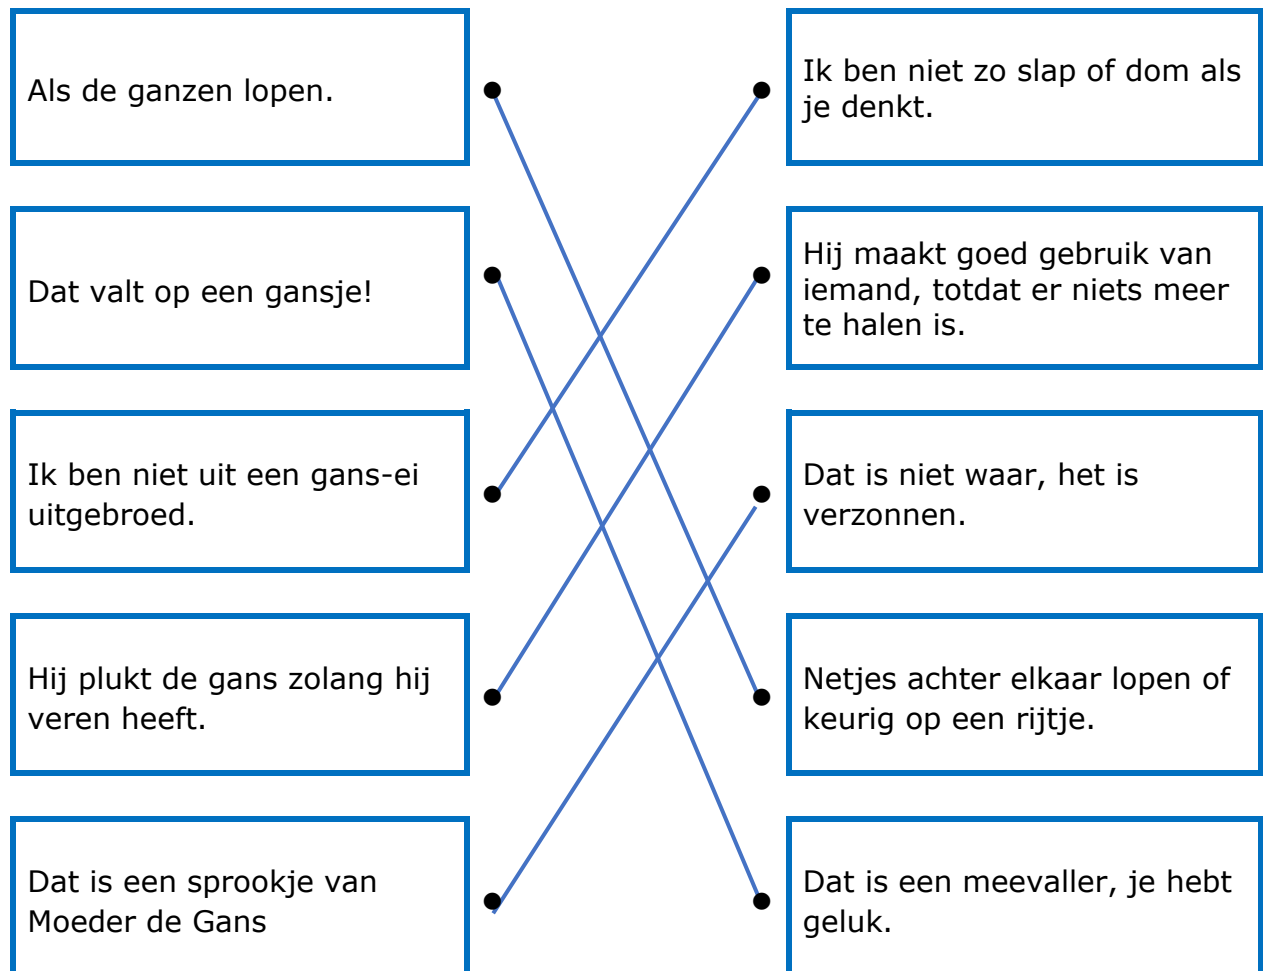 Als de ganzen lopen.
Ik ben niet zo slap of dom als
je denkt.
Dat valt op een gansje!
Hij maakt goed gebruik van
iemand, totdat er niets meer
te halen is.
Ik ben niet uit een gans-ei
uitgebroed.
Dat is niet waar, het is
verzonnen.
Hij plukt de gans zolang hij
veren heeft.
Netjes achter elkaar lopen of
keurig op een rijtje.
Dat is een sprookje van
Moeder de Gans
Dat is een meevaller, je hebt
geluk.